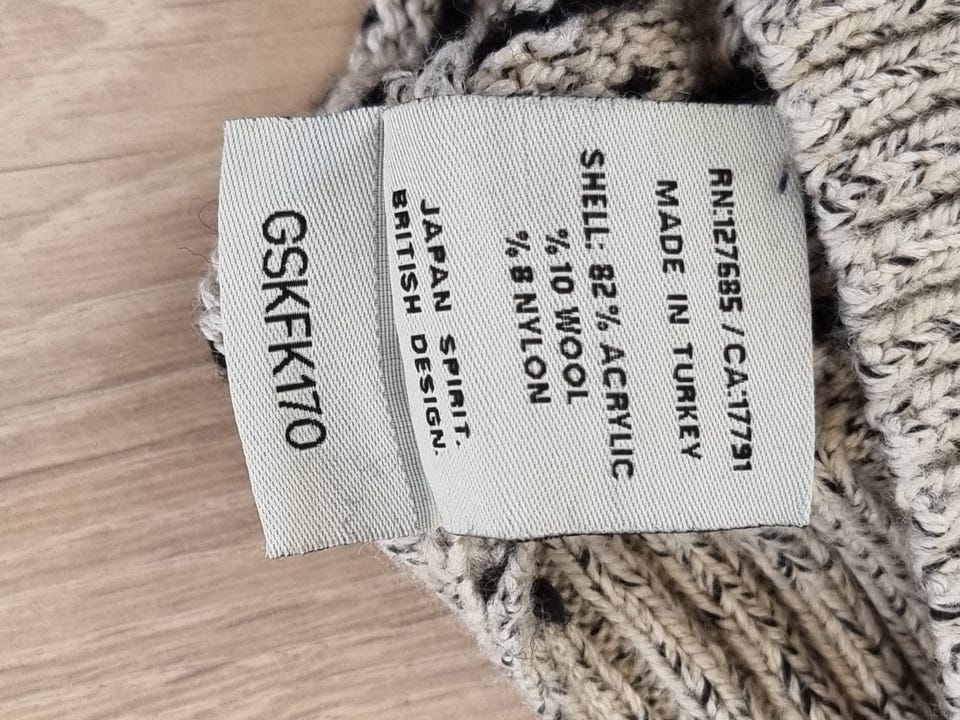 RN:127685 / CA:17791
MADE IN TURKEY
SHELL: 82 % ACRYLIC
% 10 WOOL
% 8 NYLON
JAPAN SPIRIT.
BRITISH DESIGN.
GSKFK170